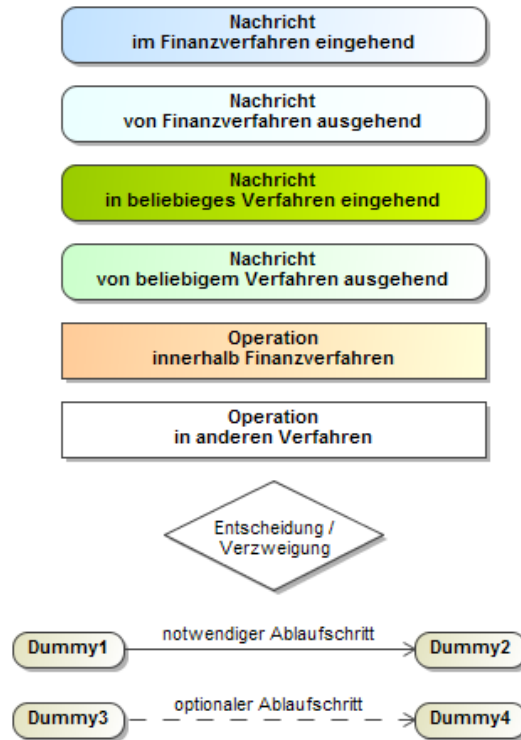 Nachricht
im Finanzverfahren eingehend
Nachricht
von Finanzverfahren ausgehend
Nachricht
in beliebieges Verfahren eingehend
Nachricht
von beliebigem Verfahren ausgehend
Operation
innerhalb Finanzverfahren
Operation
in anderen Verfahren
Entscheidung /
Verzweigung
Dummy1 notwendiger Ablaufschritt Dummy2
Dummy3 optionaler Ablaufschritt Dummy4